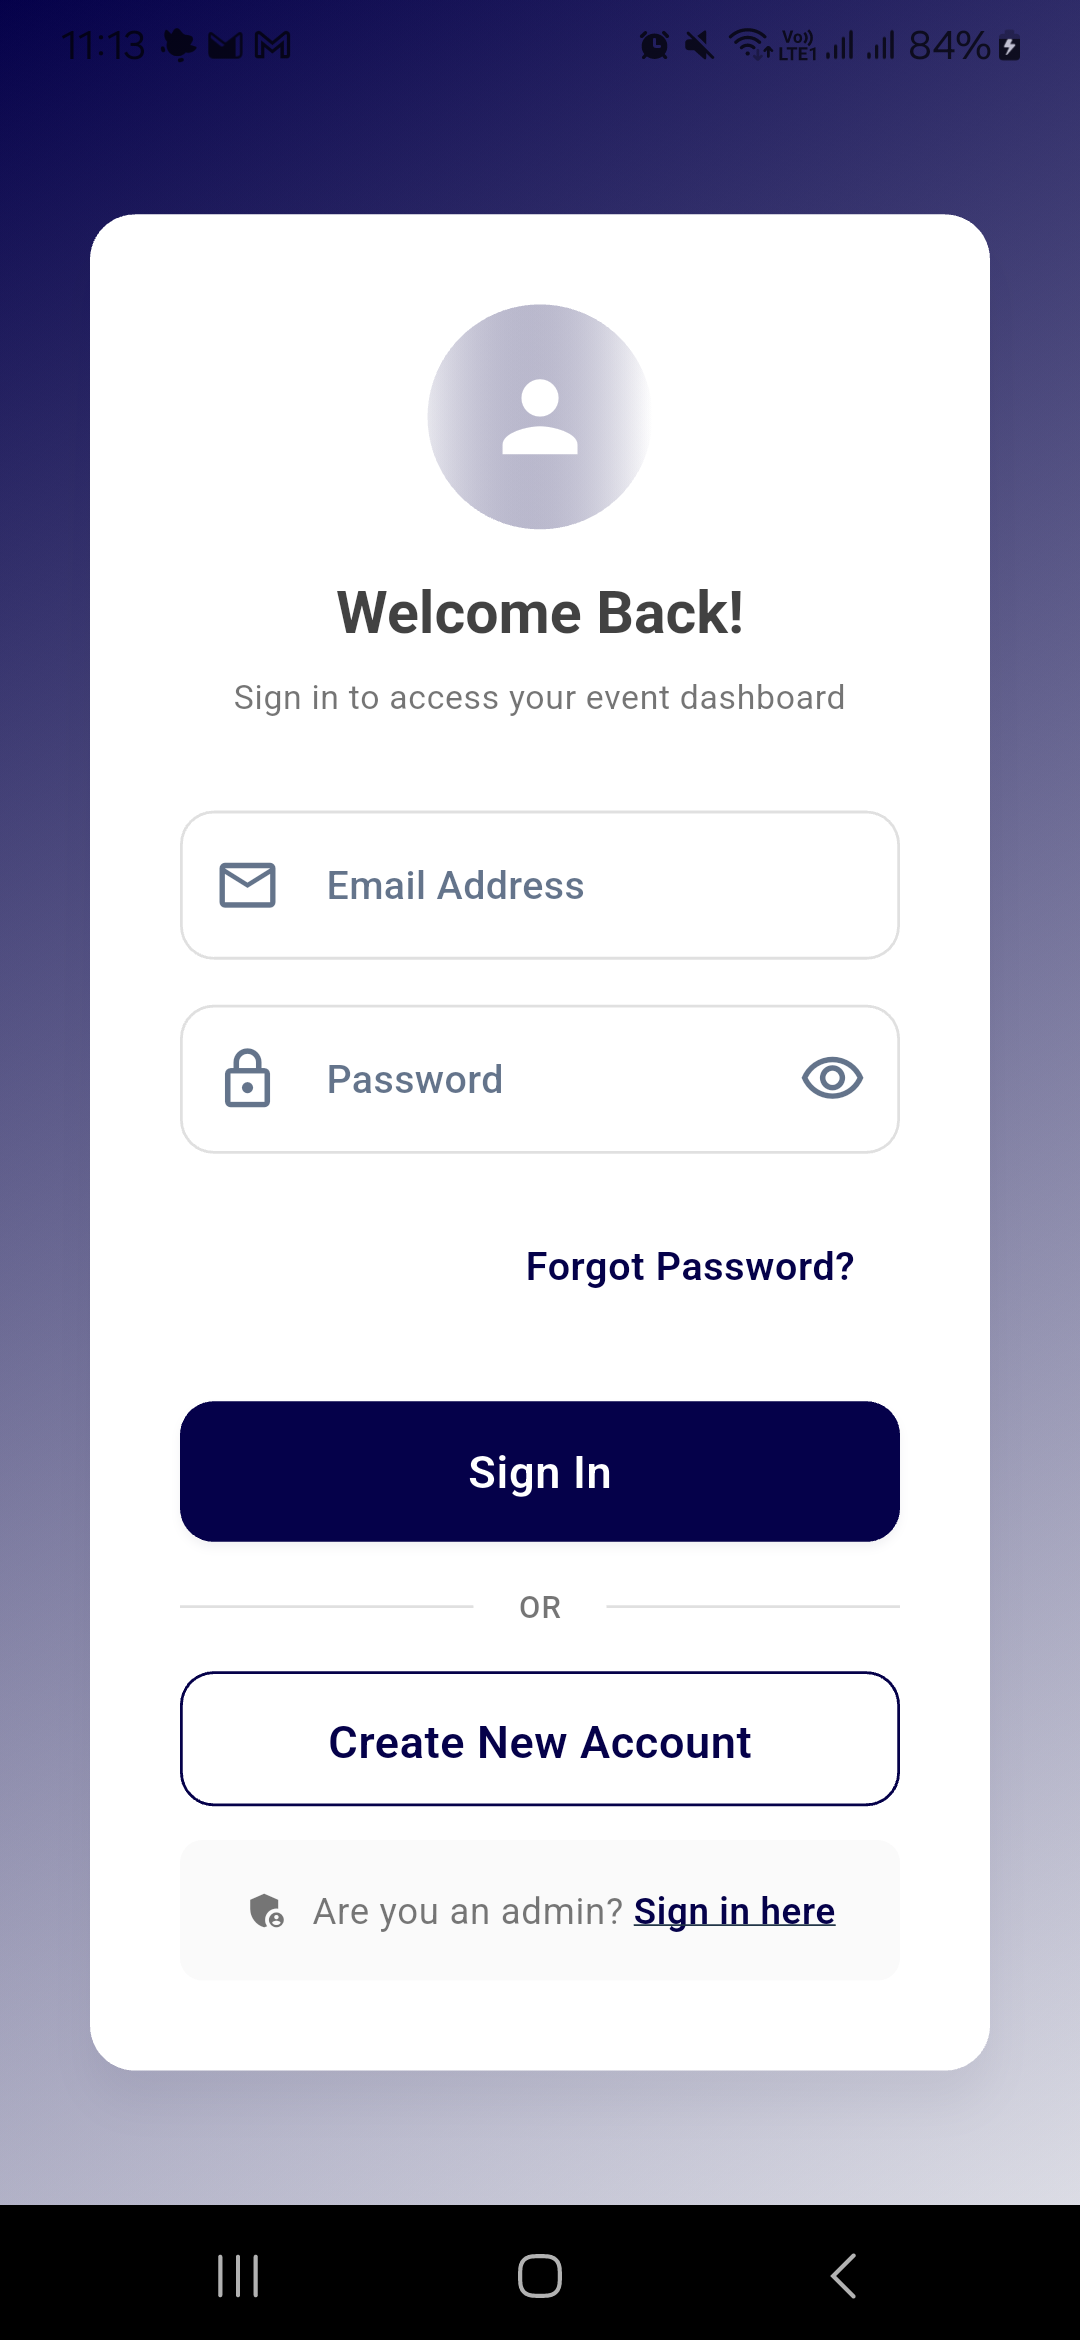 11:13 Vo)) LTE1 84%
Welcome Back!
Sign in to access your event dashboard
Email Address
Password
Forgot Password?
Sign In
OR
Create New Account
Are you an admin? Sign in here